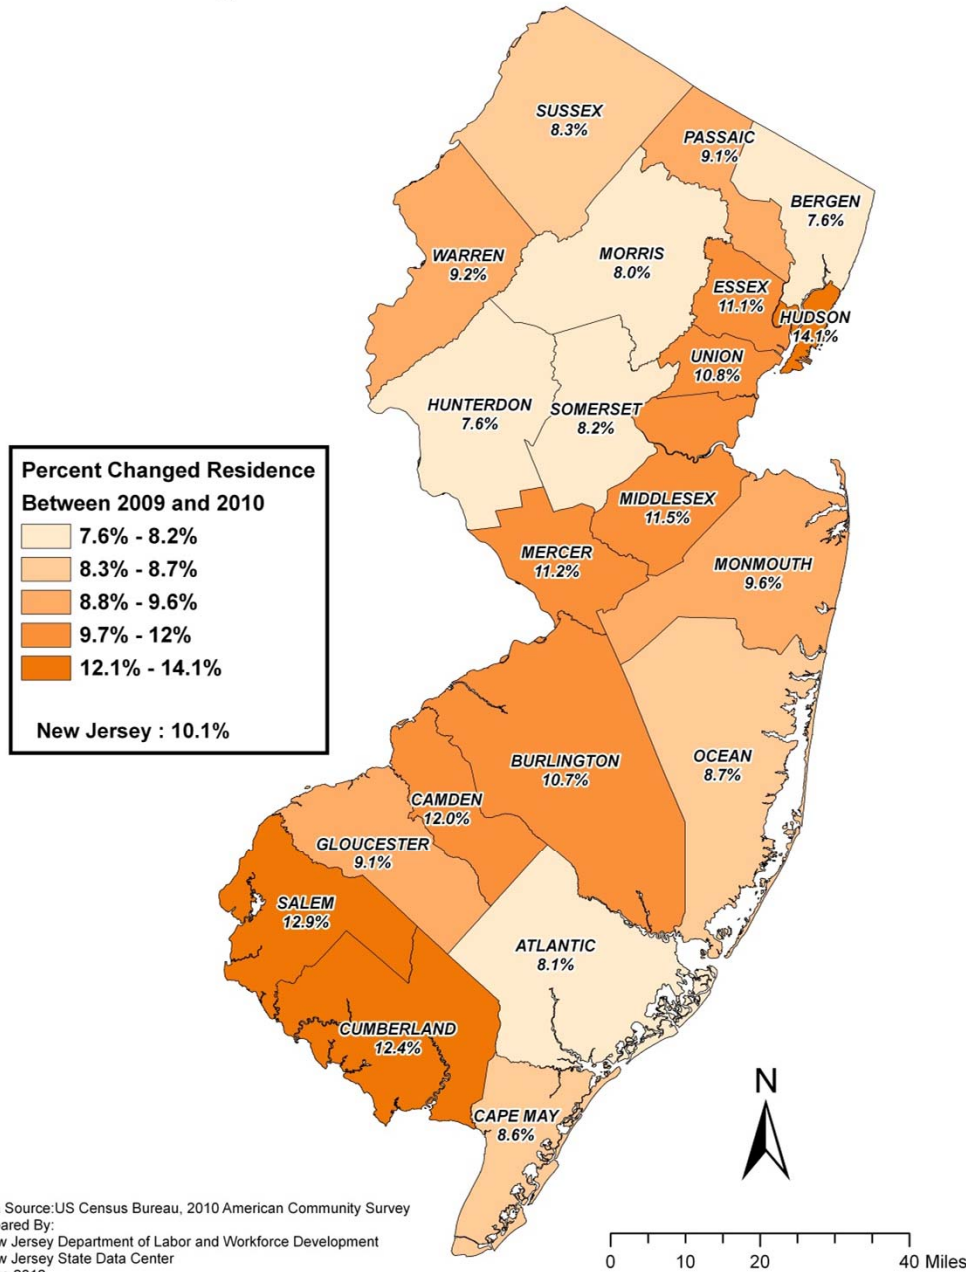 SUSSEX
8.3%
PASSAIC
9.1%
BERGEN
7.6%
WARREN
9.2%
MORRIS
8.0%
ESSEX
11.1%
HUDSON
14.1%
UNION
10.8%
HUNTERDON
7.6%
SOMERSET
8.2%
MIDDLESEX
11.5%
MERCER
11.2%
MONMOUTH
9.6%
Percent Changed Residence
Between 2009 and 2010
7.6% - 8.2%
8.3% - 8.7%
8.8% - 9.6%
9.7% - 12%
12.1% - 14.1%
New Jersey : 10.1%
BURLINGTON
10.7%
OCEAN
8.7%
CAMDEN
12.0%
GLOUCESTER
9.1%
SALEM
12.9%
ATLANTIC
8.1%
CUMBERLAND
12.4%
CAPE MAY
8.6%
N
Source:US Census Bureau, 2010 American Community Survey
By:
Jersey Department of Labor and Workforce Development
Jersey State Data Center
0 10 20 40 Miles